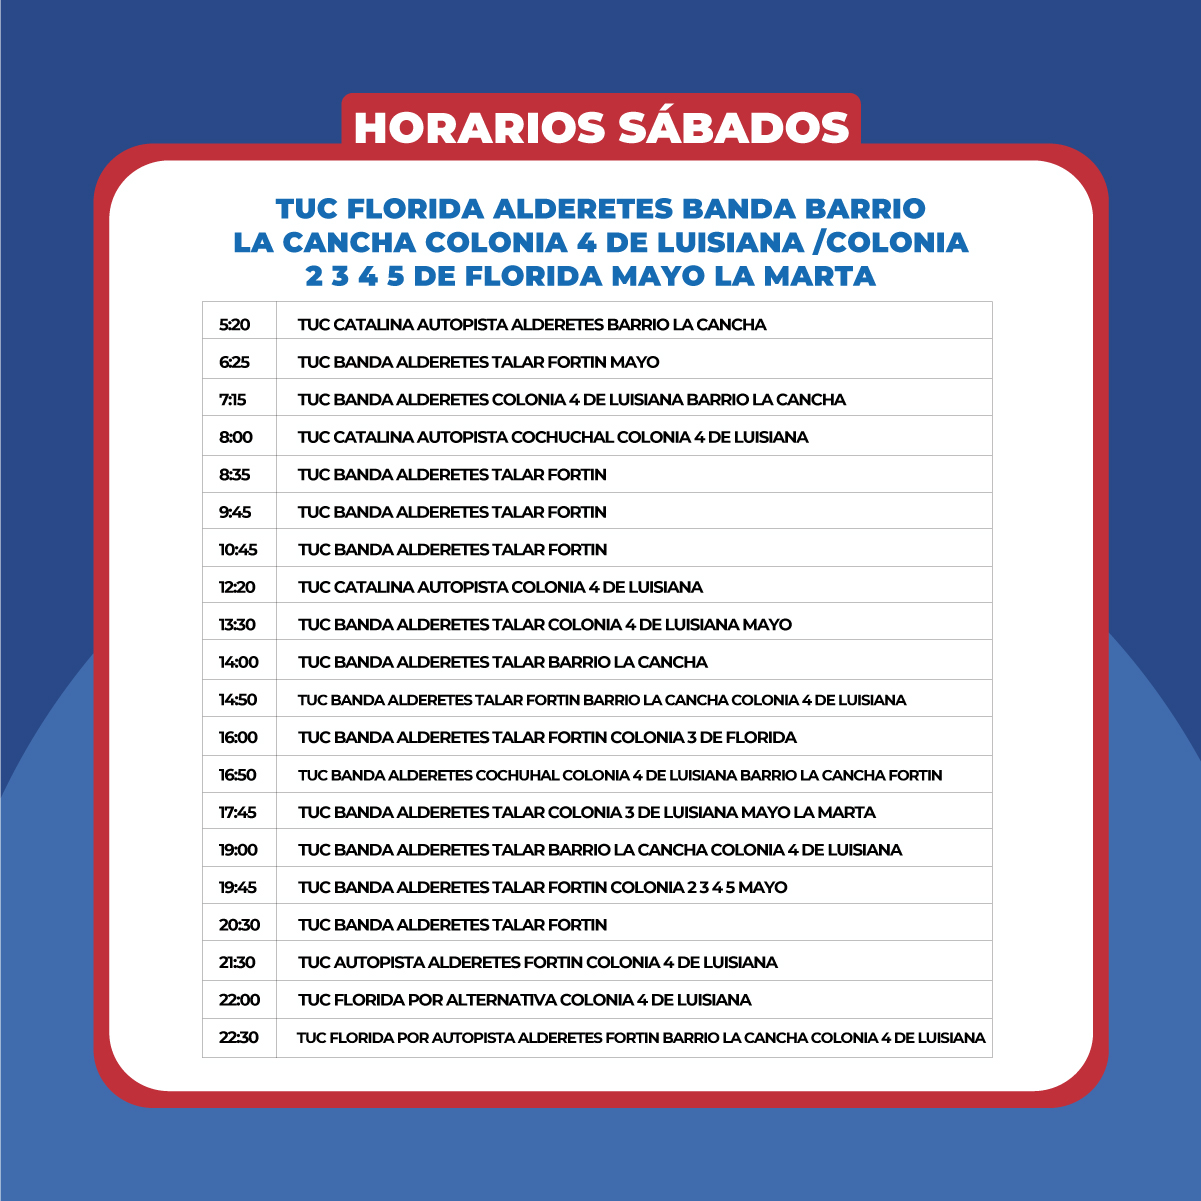 HORARIOS SÁBADOS
TUC FLORIDA ALDERETES BANDA BARRIO
LA CANCHA COLONIA 4 DE LUISIANA /COLONIA
2 3 4 5 DE FLORIDA MAYO LA MARTA
5:20 TUC CATALINA AUTOPISTA ALDERETES BARRIO LA CANCHA
6:25 TUC BANDA ALDERETES TALAR FORTIN MAYO
7:15 TUC BANDA ALDERETES COLONIA 4 DE LUISIANA BARRIO LA CANCHA
8:00 TUC CATALINA AUTOPISTA COCHUCHAL COLONIA 4 DE LUISIANA
8:35 TUC BANDA ALDERETES TALAR FORTIN
9:45 TUC BANDA ALDERETES TALAR FORTIN
10:45 TUC BANDA ALDERETES TALAR FORTIN
12:20 TUC CATALINA AUTOPISTA COLONIA 4 DE LUISIANA
13:30 TUC BANDA ALDERETES TALAR COLONIA 4 DE LUISIANA MAYO
14:00 TUC BANDA ALDERETES TALAR BARRIO LA CANCHA
14:50 TUC BANDA ALDERETES TALAR FORTIN BARRIO LA CANCHA COLONIA 4 DE LUISIANA
16:00 TUC BANDA ALDERETES TALAR FORTIN COLONIA 3 DE FLORIDA
16:50 TUC BANDA ALDERETES COCHUHAL COLONIA 4 DE LUISIANA BARRIO LA CANCHA FORTIN
17:45 TUC BANDA ALDERETES TALAR COLONIA 3 DE LUISIANA MAYO LA MARTA
19:00 TUC BANDA ALDERETES TALAR BARRIO LA CANCHA COLONIA 4 DE LUISIANA
19:45 TUC BANDA ALDERETES TALAR FORTIN COLONIA 2 3 4 5 MAYO
20:30 TUC BANDA ALDERETES TALAR FORTIN
21:30 TUC AUTOPISTA ALDERETES FORTIN COLONIA 4 DE LUISIANA
22:00 TUC FLORIDA POR ALTERNATIVA COLONIA 4 DE LUISIANA
22:30 TUC FLORIDA POR AUTOPISTA ALDERETES FORTIN BARRIO LA CANCHA COLONIA 4 DE LUISIANA